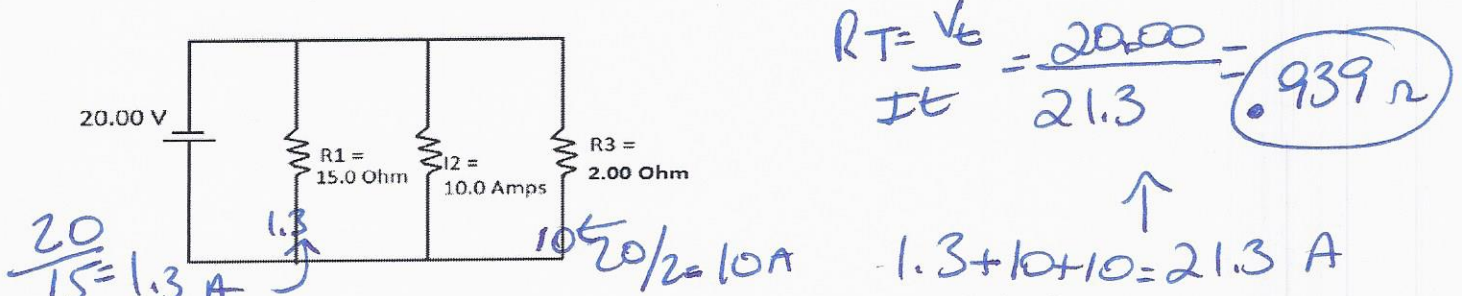 20.00 V
R1 =
15.0 Ohm
I2 =
10.0 Amps
R3 =
2.00 Ohm
20/15 = 1.3 A
1.3
10
20/2 = 10A
RT = Vt/It = 20.00/21.3 = .939 Ω
1.3+10+10=21.3 A